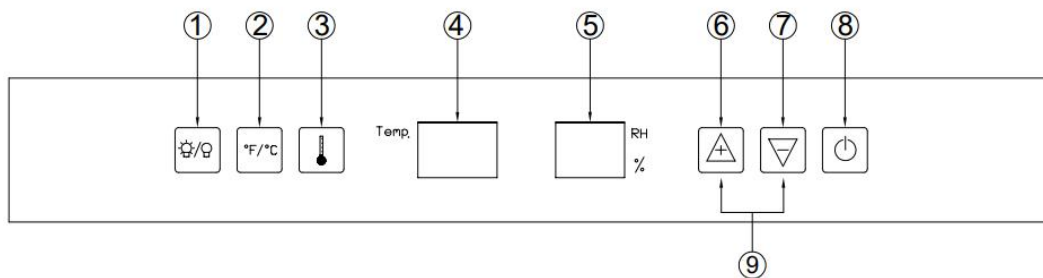 ① ② ③ ④ ⑤ ⑥ ⑦ ⑧
Temp. RH
°F/°C
%
⑨